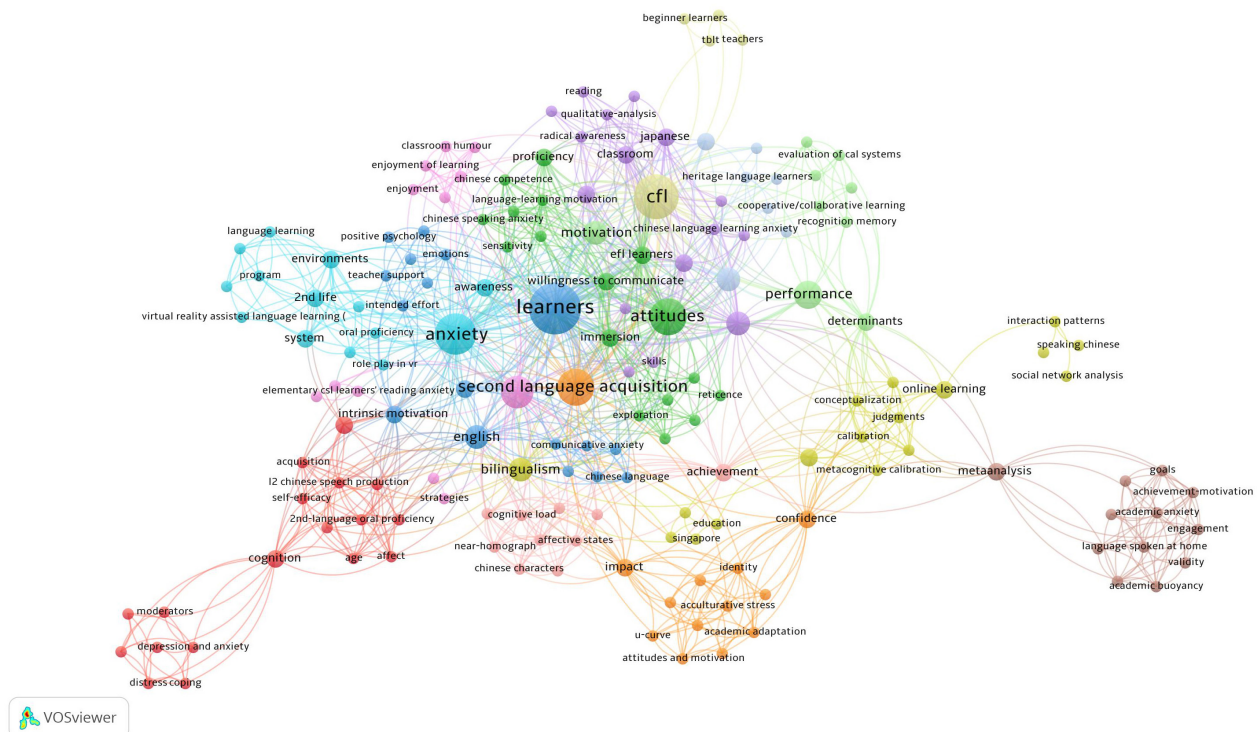 beginner learners
tblt teachers
reading
qualitative-analysis
radical awareness
japanese
classroom humour
proficiency
classroom
evaluation of cal systems
enjoyment of learning
chinese competence
heritage language learners
enjoyment
language-learning motivation
cfl
cooperative/collaborative learning
chinese speaking anxiety
motivation
chinese language learning anxiety
recognition memory
language learning
positive psychology
sensitivity
emotions
efl learners
environments
program
teacher support
awareness
willingness to communicate
performance
2nd life
intended effort
learners
attitudes
virtual reality assisted language learning (
determinants
interaction patterns
system
oral proficiency
anxiety
immersion
speaking chinese
role play in vr
skills
social network analysis
elementary csl learners' reading anxiety
second language acquisition
reticence
online learning
conceptualization
intrinsic motivation
exploration
judgments
english
communicative anxiety
calibration
acquisition
bilingualism
chinese language
achievement
metacognitive calibration
metaanalysis
goals
l2 chinese speech production
self-efficacy
strategies
achievement-motivation
2nd-language oral proficiency
cognitive load
education
confidence
academic anxiety
engagement
near-homograph
affective states
singapore
language spoken at home
cognition
age
affect
chinese characters
impact
identity
validity
academic buoyancy
moderators
acculturative stress
depression and anxiety
u-curve
academic adaptation
attitudes and motivation
distress
coping
VOSviewer